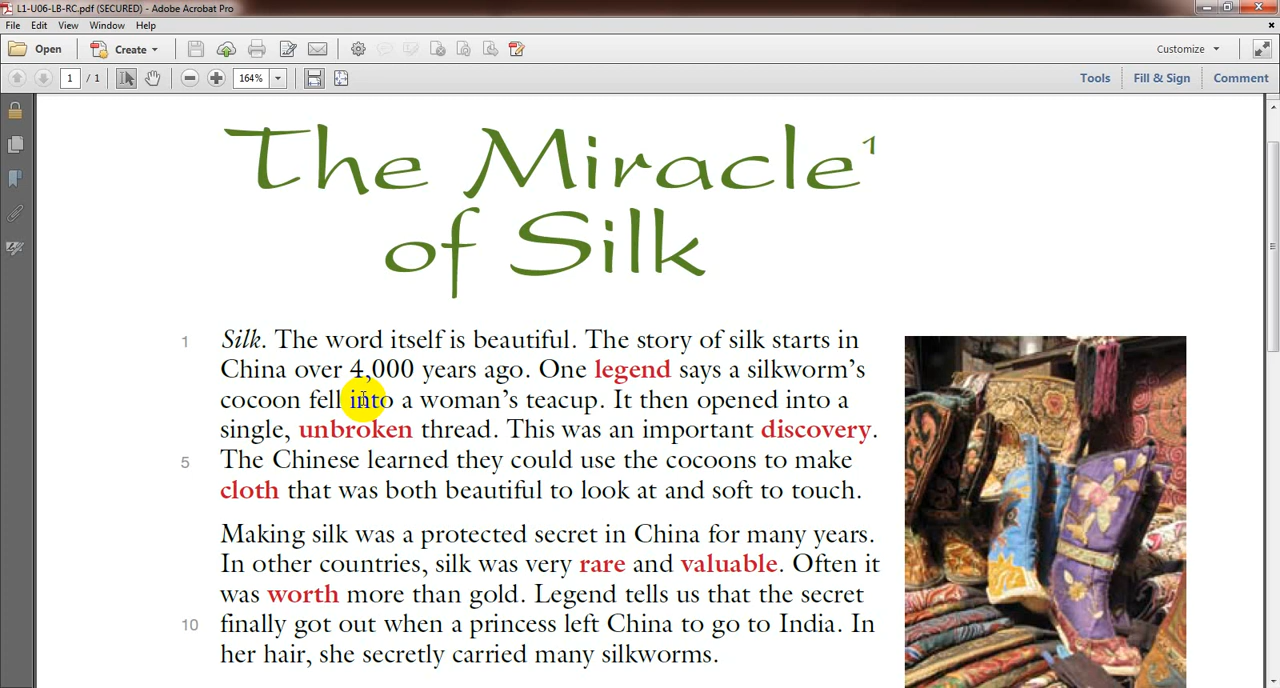 L1-U06-LB-RC.pdf (SECURED) - Adobe Acrobat Pro
File Edit View Window Help
Open Create Customize
1 / 1 164% Tools Fill & Sign Comment
The Miracle¹
of Silk
1 Silk. The word itself is beautiful. The story of silk starts in
China over 4,000 years ago. One legend says a silkworm's
cocoon fell into a woman's teacup. It then opened into a
single, unbroken thread. This was an important discovery.
5 The Chinese learned they could use the cocoons to make
cloth that was both beautiful to look at and soft to touch.
Making silk was a protected secret in China for many years.
In other countries, silk was very rare and valuable. Often it
was worth more than gold. Legend tells us that the secret
10 finally got out when a princess left China to go to India. In
her hair, she secretly carried many silkworms.